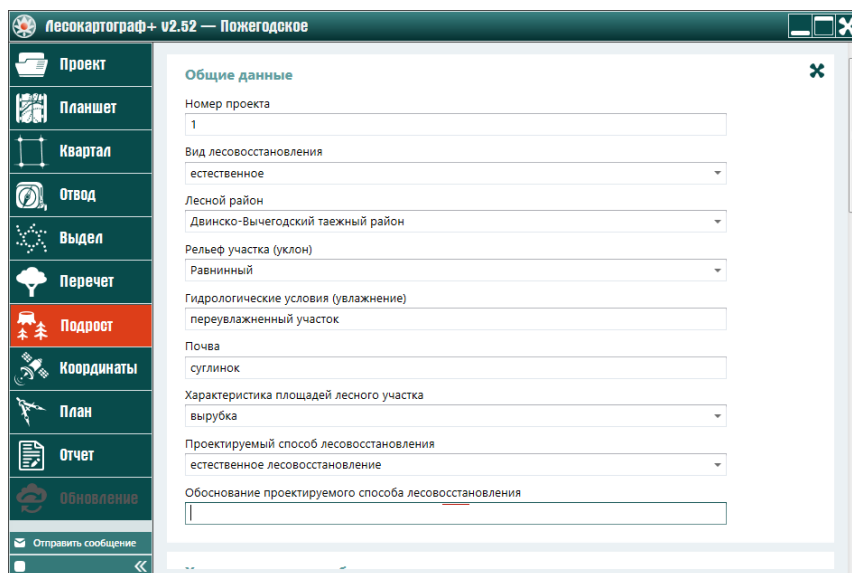 Лесокартограф+ v2.52 — Пожегодское
Проект
Планшет
Квартал
Отвод
Выдел
Перечет
Подрост
Координаты
План
Отчет
Обновление
Отправить сообщение
Общие данные
Номер проекта
1
Вид лесовосстановления
естественное
Лесной район
Двинско-Вычегодский таежный район
Рельеф участка (уклон)
Равнинный
Гидрологические условия (увлажнение)
переувлажненный участок
Почва
суглинок
Характеристика площадей лесного участка
вырубка
Проектируемый способ лесовосстановления
естественное лесовосстановление
Обоснование проектируемого способа лесовосстановления